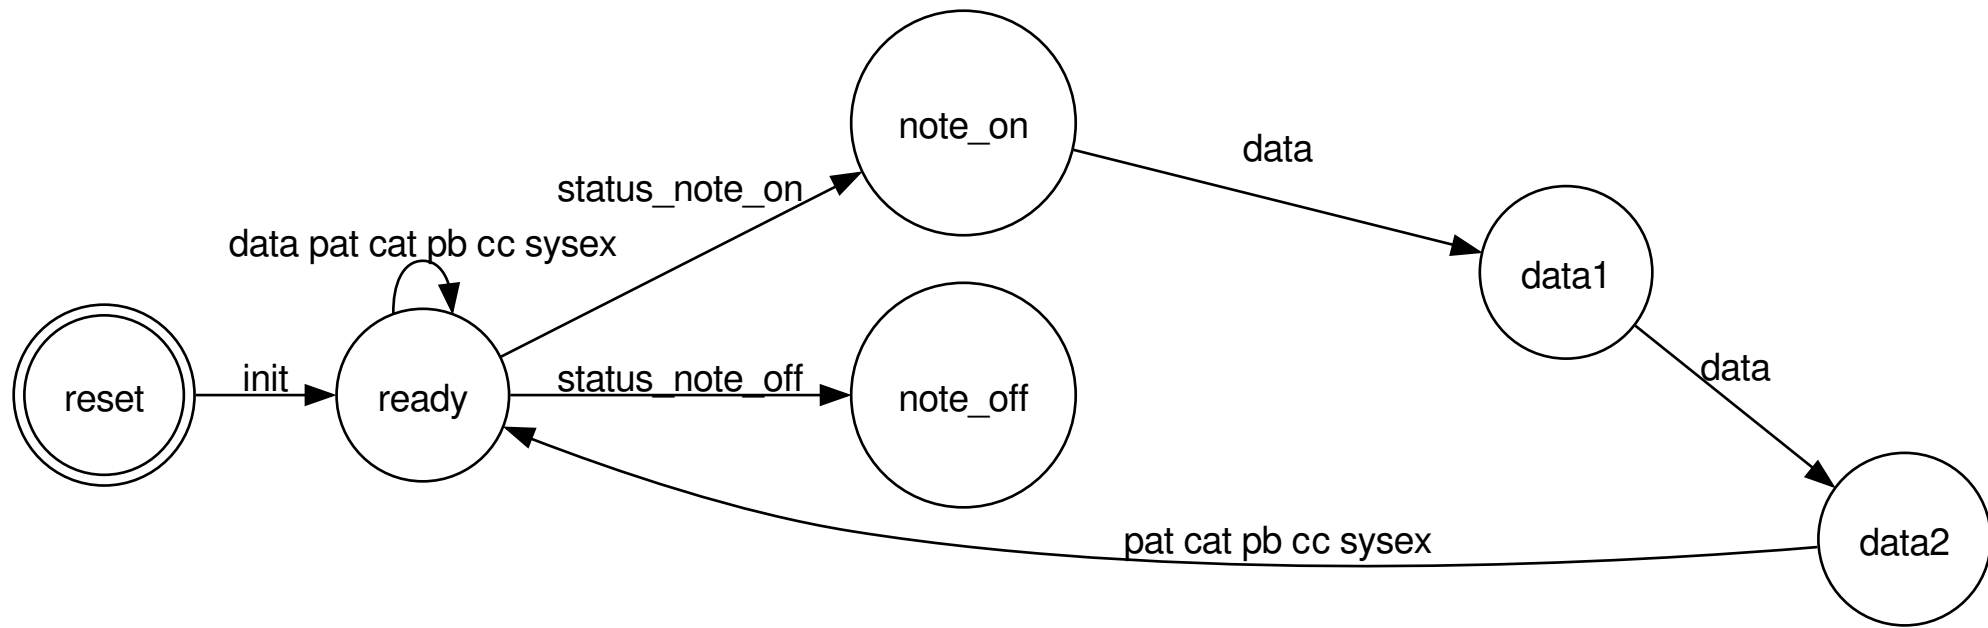 note_on
data
status_note_on
data pat cat pb cc sysex
data1
reset
init
ready
status_note_off
note_off
data
pat cat pb cc sysex
data2